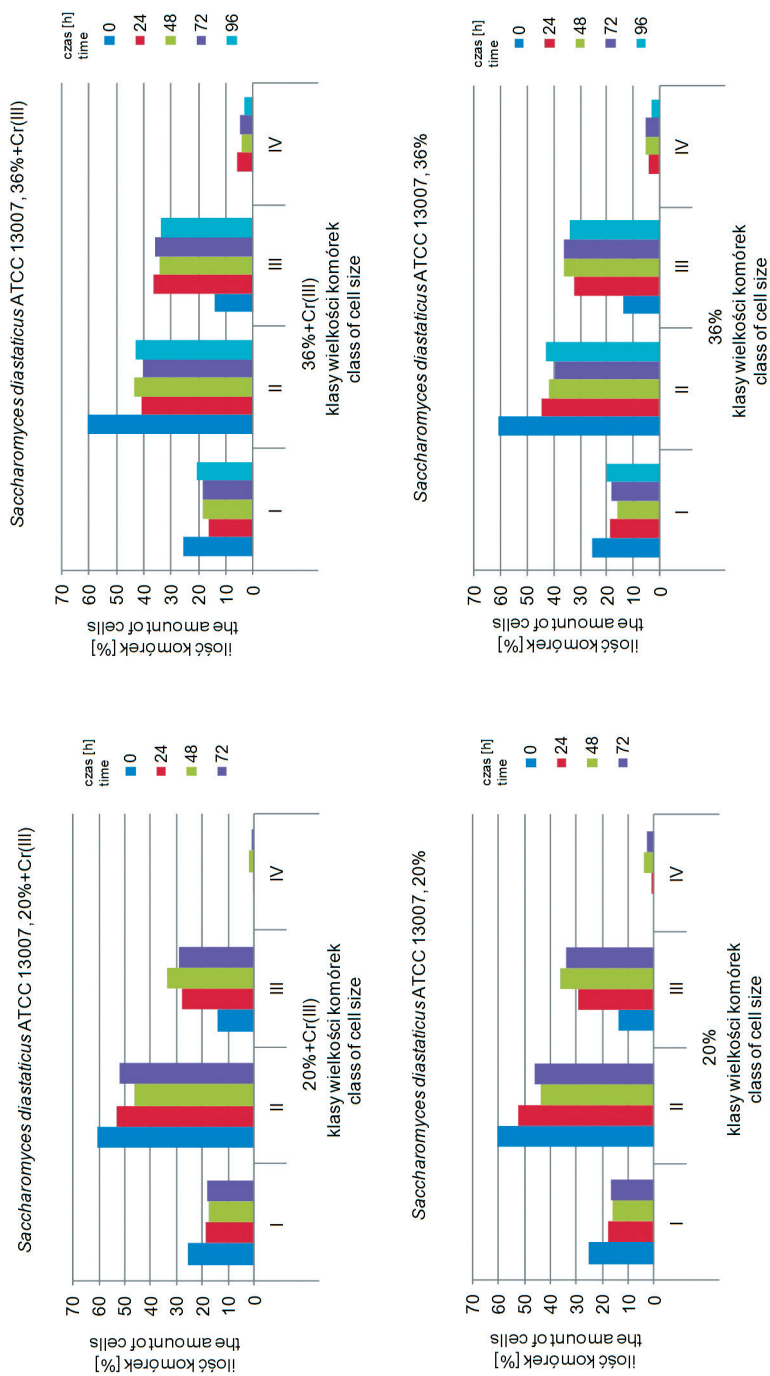 Saccharomyces diastaticus ATCC 13007, 20%+Cr(III)
ilość komórek [%]
the amount of cells
70
60
50
40
30
20
10
0
I
II
III
IV
20%+Cr(III)
klasy wielkości komórek
class of cell size
czas [h]
time
0
24
48
72
Saccharomyces diastaticus ATCC 13007, 36%+Cr(III)
ilość komórek [%]
the amount of cells
70
60
50
40
30
20
10
0
I
II
III
IV
36%+Cr(III)
klasy wielkości komórek
class of cell size
czas [h]
time
0
24
48
72
96
Saccharomyces diastaticus ATCC 13007, 20%
ilość komórek [%]
the amount of cells
70
60
50
40
30
20
10
0
I
II
III
IV
20%
klasy wielkości komórek
class of cell size
czas [h]
time
0
24
48
72
Saccharomyces diastaticus ATCC 13007, 36%
ilość komórek [%]
the amount of cells
70
60
50
40
30
20
10
0
I
II
III
IV
36%
klasy wielkości komórek
class of cell size
czas [h]
time
0
24
48
72
96